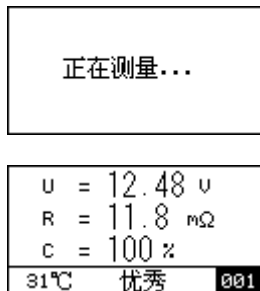 正在测量...
U = 12.48 V
R = 11.8 mΩ
C = 100 %
31℃ 优秀 001